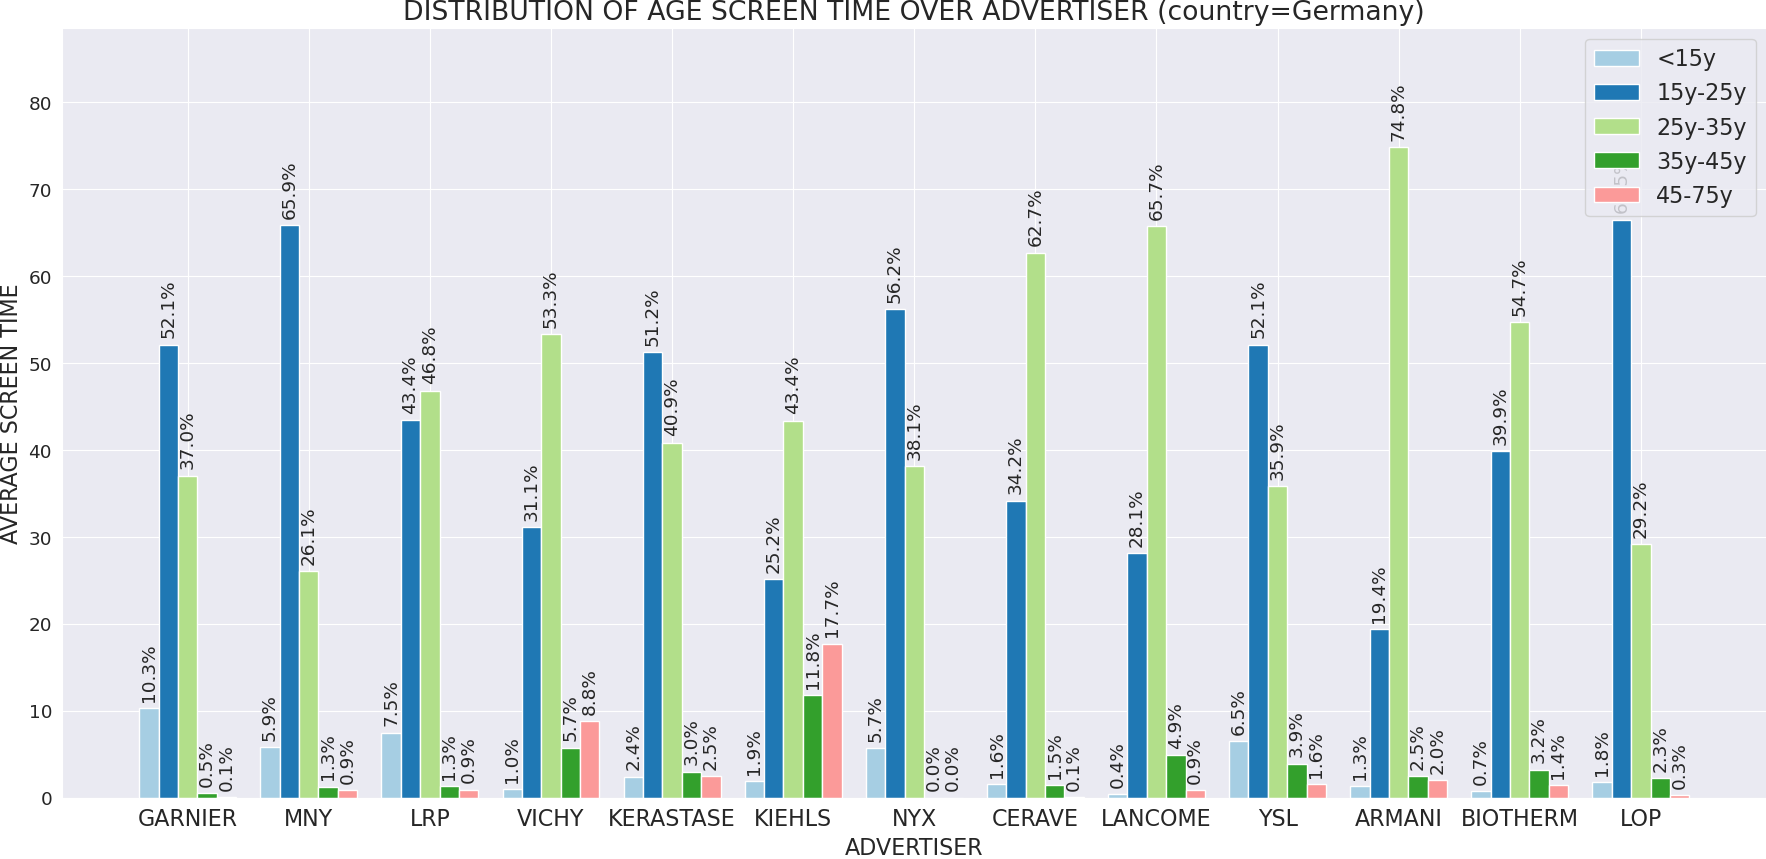 DISTRIBUTION OF AGE SCREEN TIME OVER ADVERTISER (country=Germany)
<15y
15y-25y
25y-35y
35y-45y
45-75y
AVERAGE SCREEN TIME
80
70
60
50
40
30
20
10
0
10.3% 52.1% 37.0% 0.5% 0.1%
5.9% 65.9% 26.1% 1.3% 0.9%
7.5% 43.4% 46.8% 1.3% 0.9%
1.0% 31.1% 53.3% 5.7% 8.8%
2.4% 51.2% 40.9% 3.0% 2.5%
1.9% 25.2% 43.4% 11.8% 17.7%
5.7% 56.2% 38.1% 0.0% 0.0%
1.6% 34.2% 62.7% 1.5% 0.1%
0.4% 28.1% 65.7% 4.9% 0.9%
6.5% 52.1% 35.9% 3.9% 1.6%
1.3% 19.4% 74.8% 2.5% 2.0%
0.7% 39.9% 54.7% 3.2% 1.4%
1.8% 29.2% 2.3% 0.3%
GARNIER MNY LRP VICHY KERASTASE KIEHLS NYX CERAVE LANCOME YSL ARMANI BIOTHERM LOP
ADVERTISER